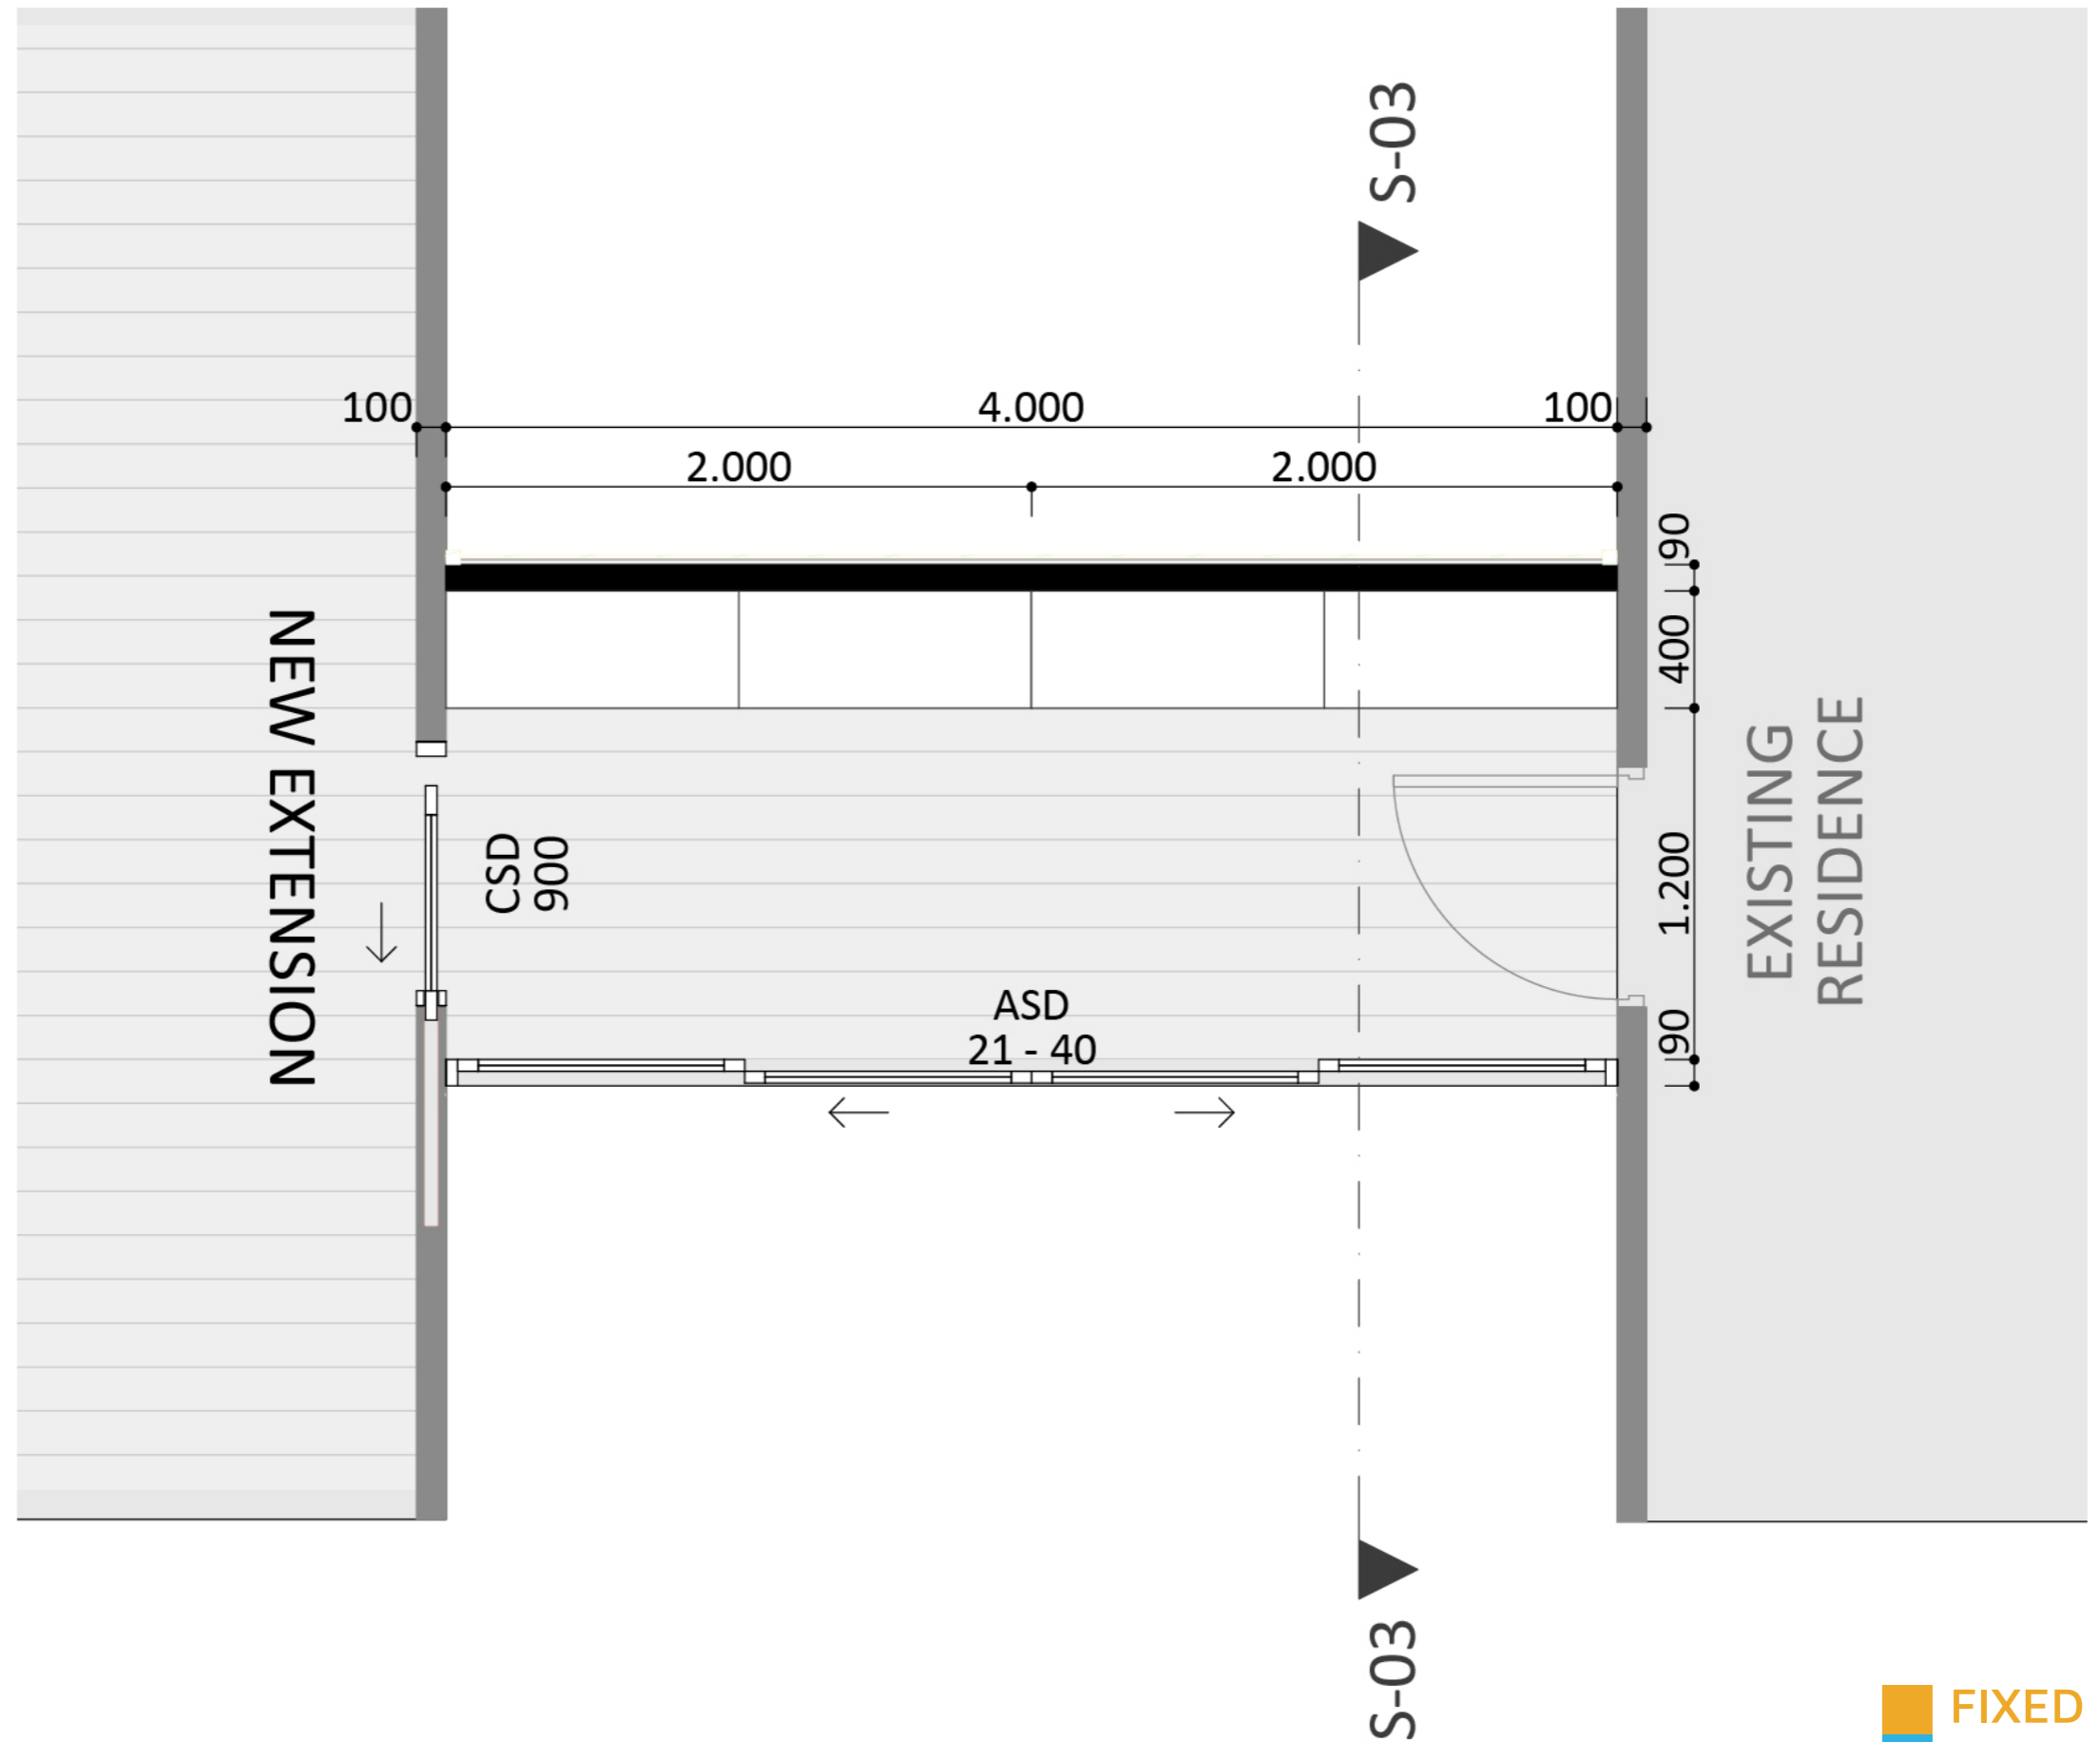 S-03
100
4.000
100
2.000
2.000
90
400
1.200
90
NEW EXTENSION
CSD
900
EXISTING
RESIDENCE
ASD
21 - 40
S-03
FIXED